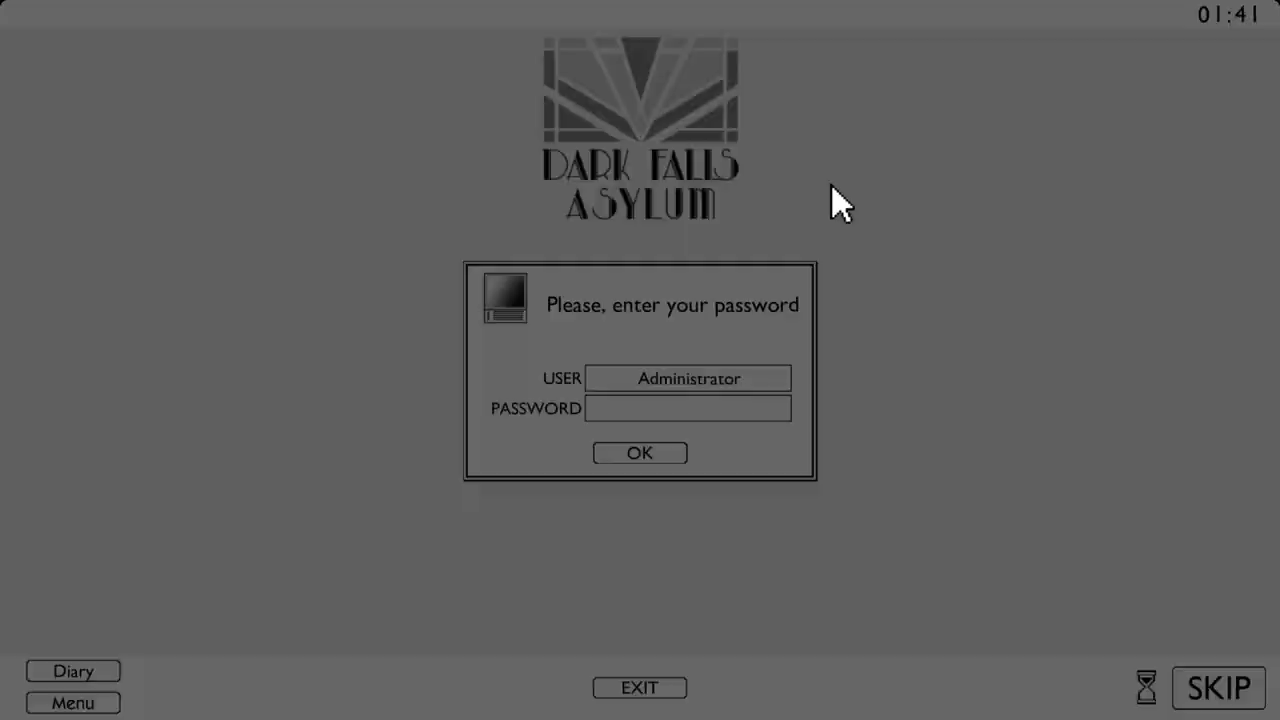 01:41
DARK FALLS
ASYLUM
Please, enter your password
USER Administrator
PASSWORD
OK
Diary
Menu
EXIT
SKIP